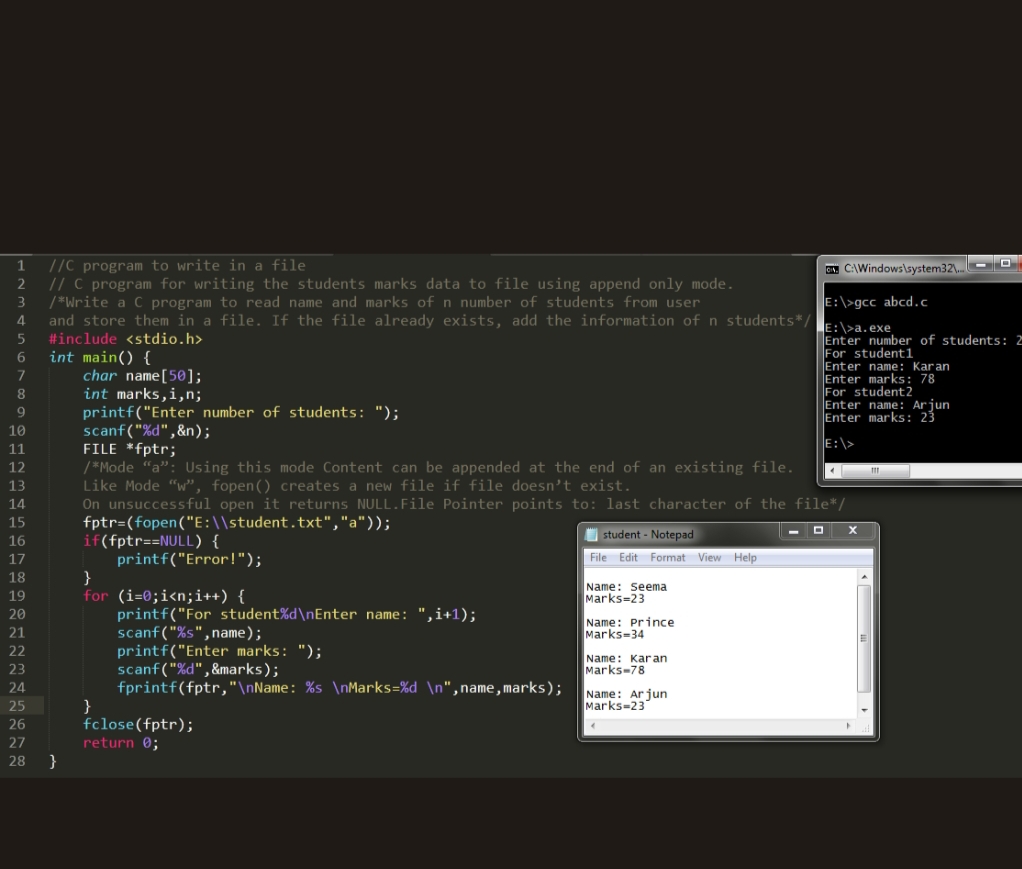 1 //C program to write in a file
2 // C program for writing the students marks data to file using append only mode.
3 /*Write a C program to read name and marks of n number of students from user
4 and store them in a file. If the file already exists, add the information of n students*/
5 #include <stdio.h>
6 int main() {
7 char name[50];
8 int marks,i,n;
9 printf("Enter number of students: ");
10 scanf("%d",&n);
11 FILE *fptr;
12 /*Mode “a”: Using this mode Content can be appended at the end of an existing file.
13 Like Mode “w”, fopen() creates a new file if file doesn’t exist.
14 On unsuccessful open it returns NULL.File Pointer points to: last character of the file*/
15 fptr=(fopen("E:\\student.txt","a"));
16 if(fptr==NULL) {
17 printf("Error!");
18 }
19 for (i=0;i<n;i++) {
20 printf("For student%d\nEnter name: ",i+1);
21 scanf("%s",name);
22 printf("Enter marks: ");
23 scanf("%d",&marks);
24 fprintf(fptr,"\nName: %s \nMarks=%d \n",name,marks);
25 }
26 fclose(fptr);
27 return 0;
28 }
C:\Windows\system32\...
E:\>gcc abcd.c
E:\>a.exe
Enter number of students: 2
For student1
Enter name: Karan
Enter marks: 78
For student2
Enter name: Arjun
Enter marks: 23
E:\>
student - Notepad
File Edit Format View Help
Name: Seema
Marks=23
Name: Prince
Marks=34
Name: Karan
Marks=78
Name: Arjun
Marks=23